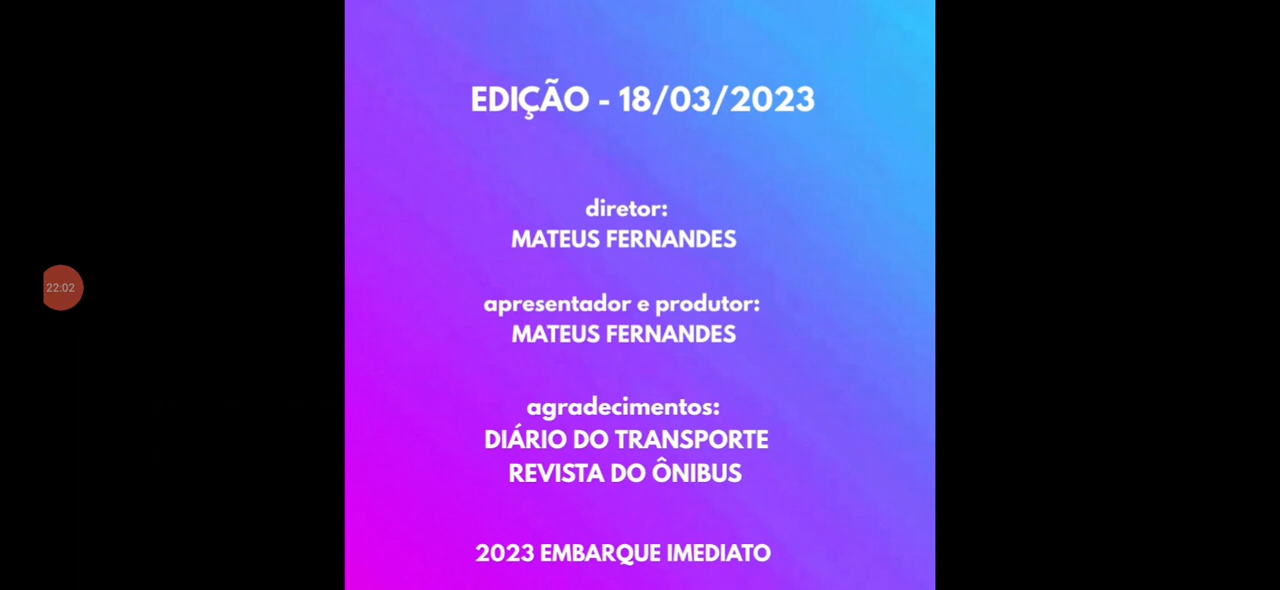 EDIÇÃO - 18/03/2023
diretor:
MATEUS FERNANDES
apresentador e produtor:
MATEUS FERNANDES
22:02
agradecimentos:
DIÁRIO DO TRANSPORTE
REVISTA DO ÔNIBUS
2023 EMBARQUE IMEDIATO